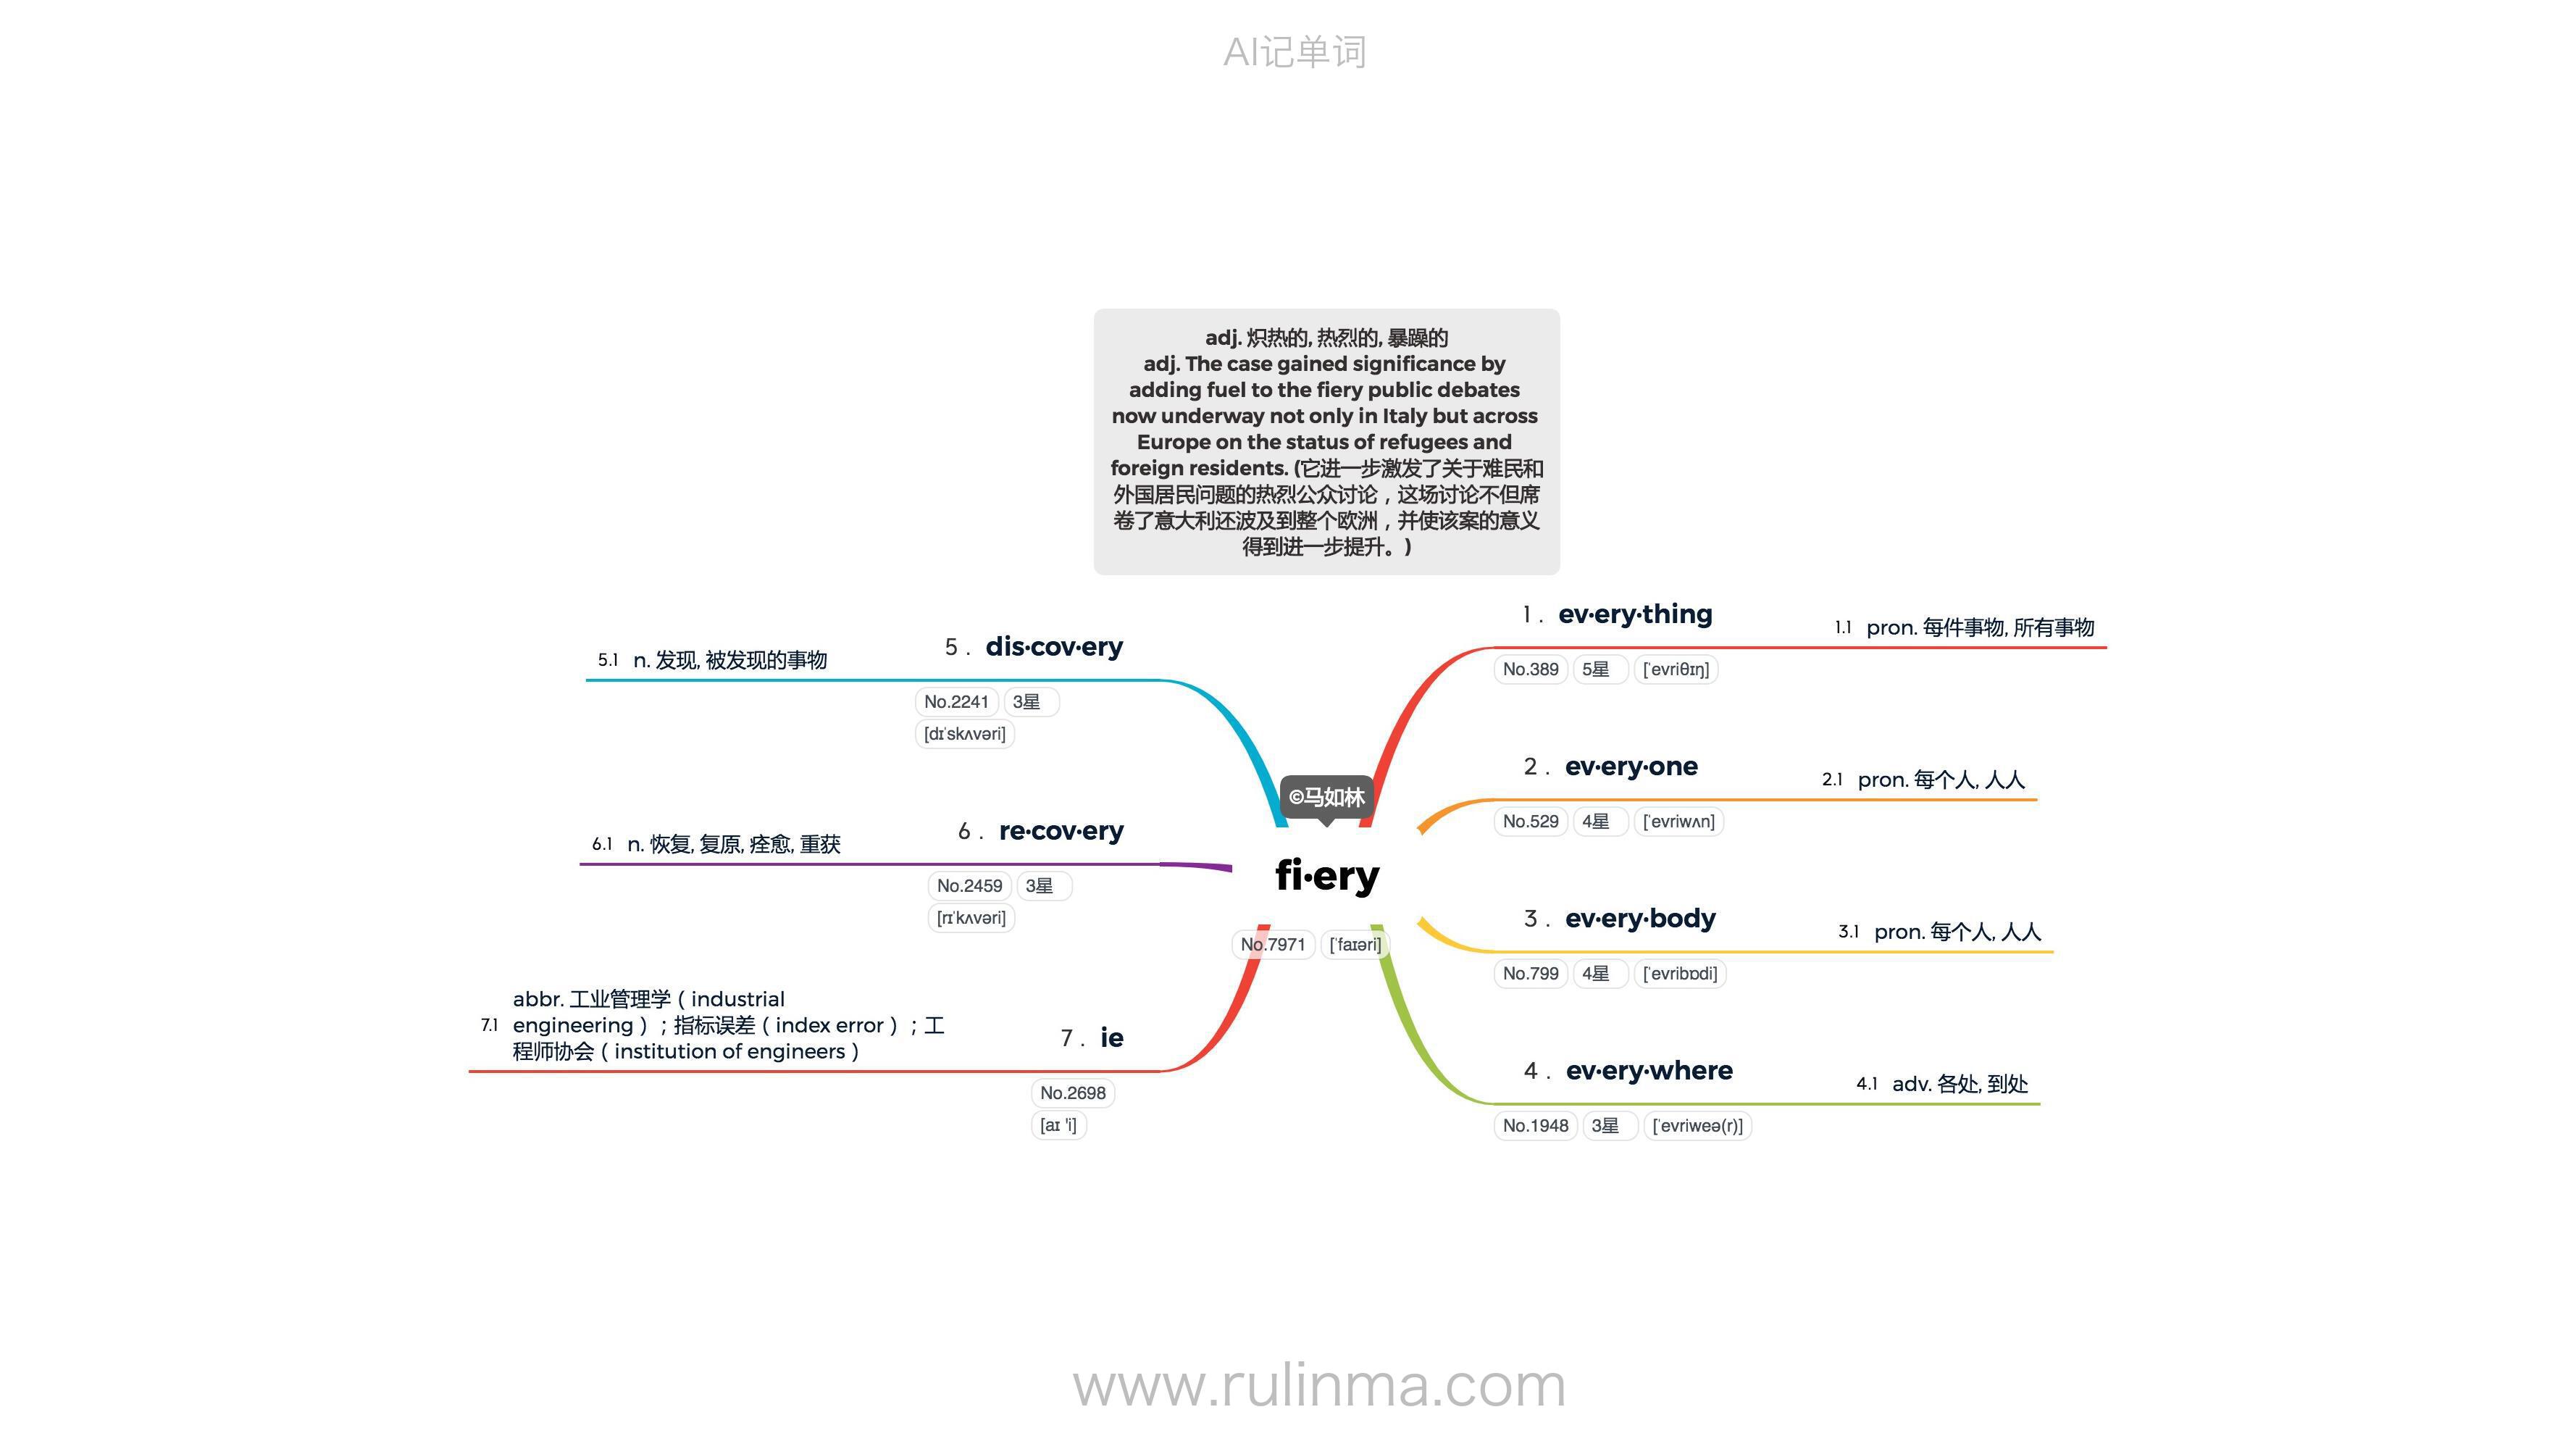 AI记单词
adj. 炽热的, 热烈的, 暴躁的
adj. The case gained significance by
adding fuel to the fiery public debates
now underway not only in Italy but across
Europe on the status of refugees and
foreign residents. (它进一步激发了关于难民和
外国居民问题的热烈公众讨论，这场讨论不但席
卷了意大利还波及到整个欧洲，并使该案的意义
得到进一步提升。)
©马如林
fi·ery
No.7971 [ˈfaɪəri]
1 . ev·ery·thing
1.1 pron. 每件事物, 所有事物
No.389 5星 [ˈevriθɪŋ]
2 . ev·ery·one
2.1 pron. 每个人, 人人
No.529 4星 [ˈevriwʌn]
3 . ev·ery·body
3.1 pron. 每个人, 人人
No.799 4星 [ˈevribɒdi]
4 . ev·ery·where
4.1 adv. 各处, 到处
No.1948 3星 [ˈevriweə(r)]
5 . dis·cov·ery
5.1 n. 发现, 被发现的事物
No.2241 3星
[dɪˈskʌvəri]
6 . re·cov·ery
6.1 n. 恢复, 复原, 痊愈, 重获
No.2459 3星
[rɪˈkʌvəri]
7 . ie
7.1 abbr. 工业管理学（industrial
engineering）；指标误差（index error）；工
程师协会（institution of engineers）
No.2698
[aɪ ˈi]
www.rulinma.com